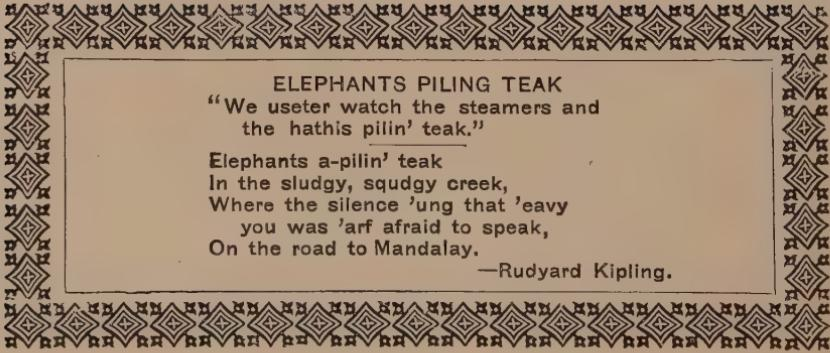 ELEPHANTS PILING TEAK
“We useter watch the steamers and
the hathis pilin’ teak.”
Elephants a-pilin’ teak
In the sludgy, squdgy creek,
Where the silence ’ung that ’eavy
you was ’arf afraid to speak,
On the road to Mandalay.
—Rudyard Kipling.